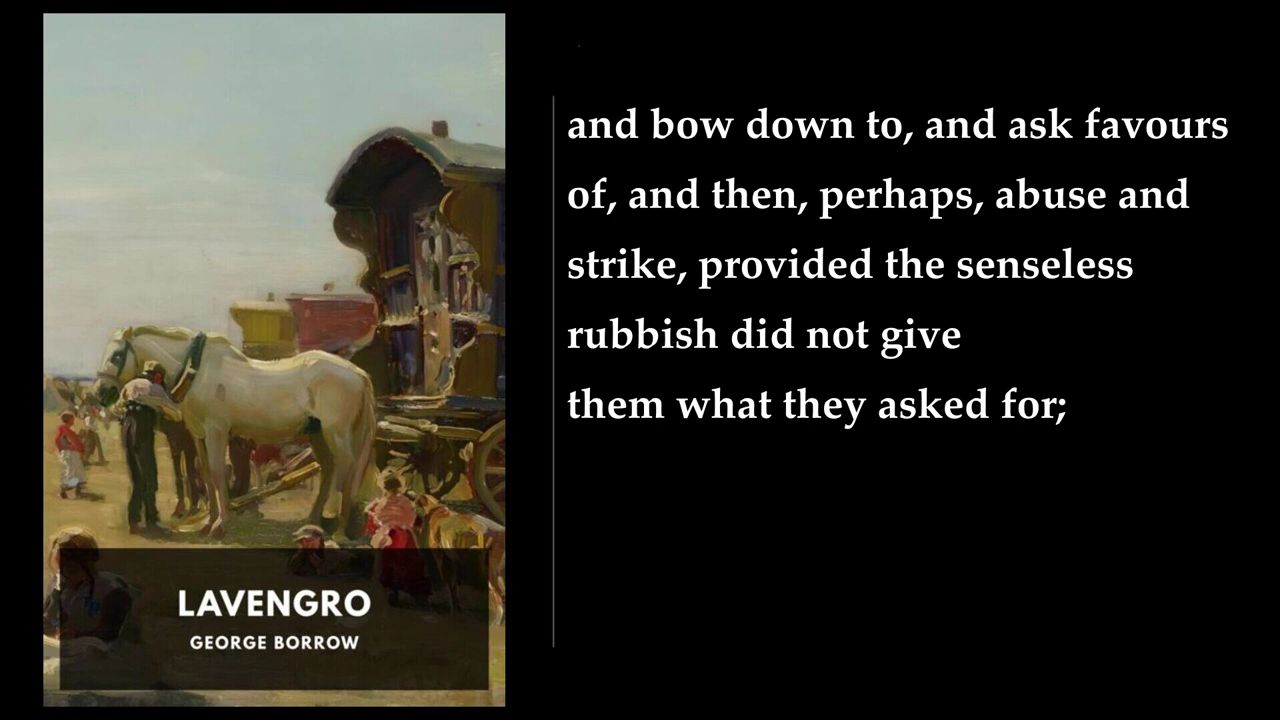 LAVENGRO
GEORGE BORROW
and bow down to, and ask favours
of, and then, perhaps, abuse and
strike, provided the senseless
rubbish did not give
them what they asked for;